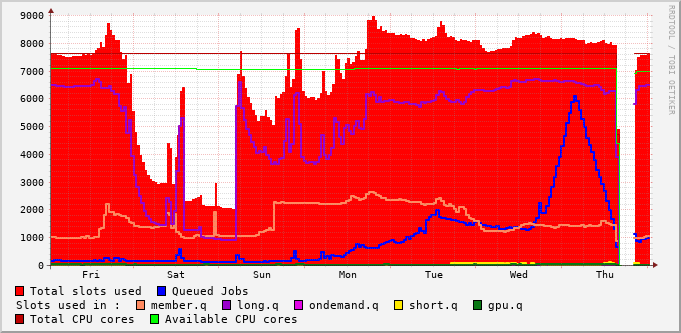 RRDTOOL / TOBI OETIKER
9000
8000
7000
6000
5000
4000
3000
2000
1000
0
Fri Sat Sun Mon Tue Wed Thu
Total slots used Queued Jobs
Slots used in : member.q long.q ondemand.q short.q gpu.q
Total CPU cores Available CPU cores